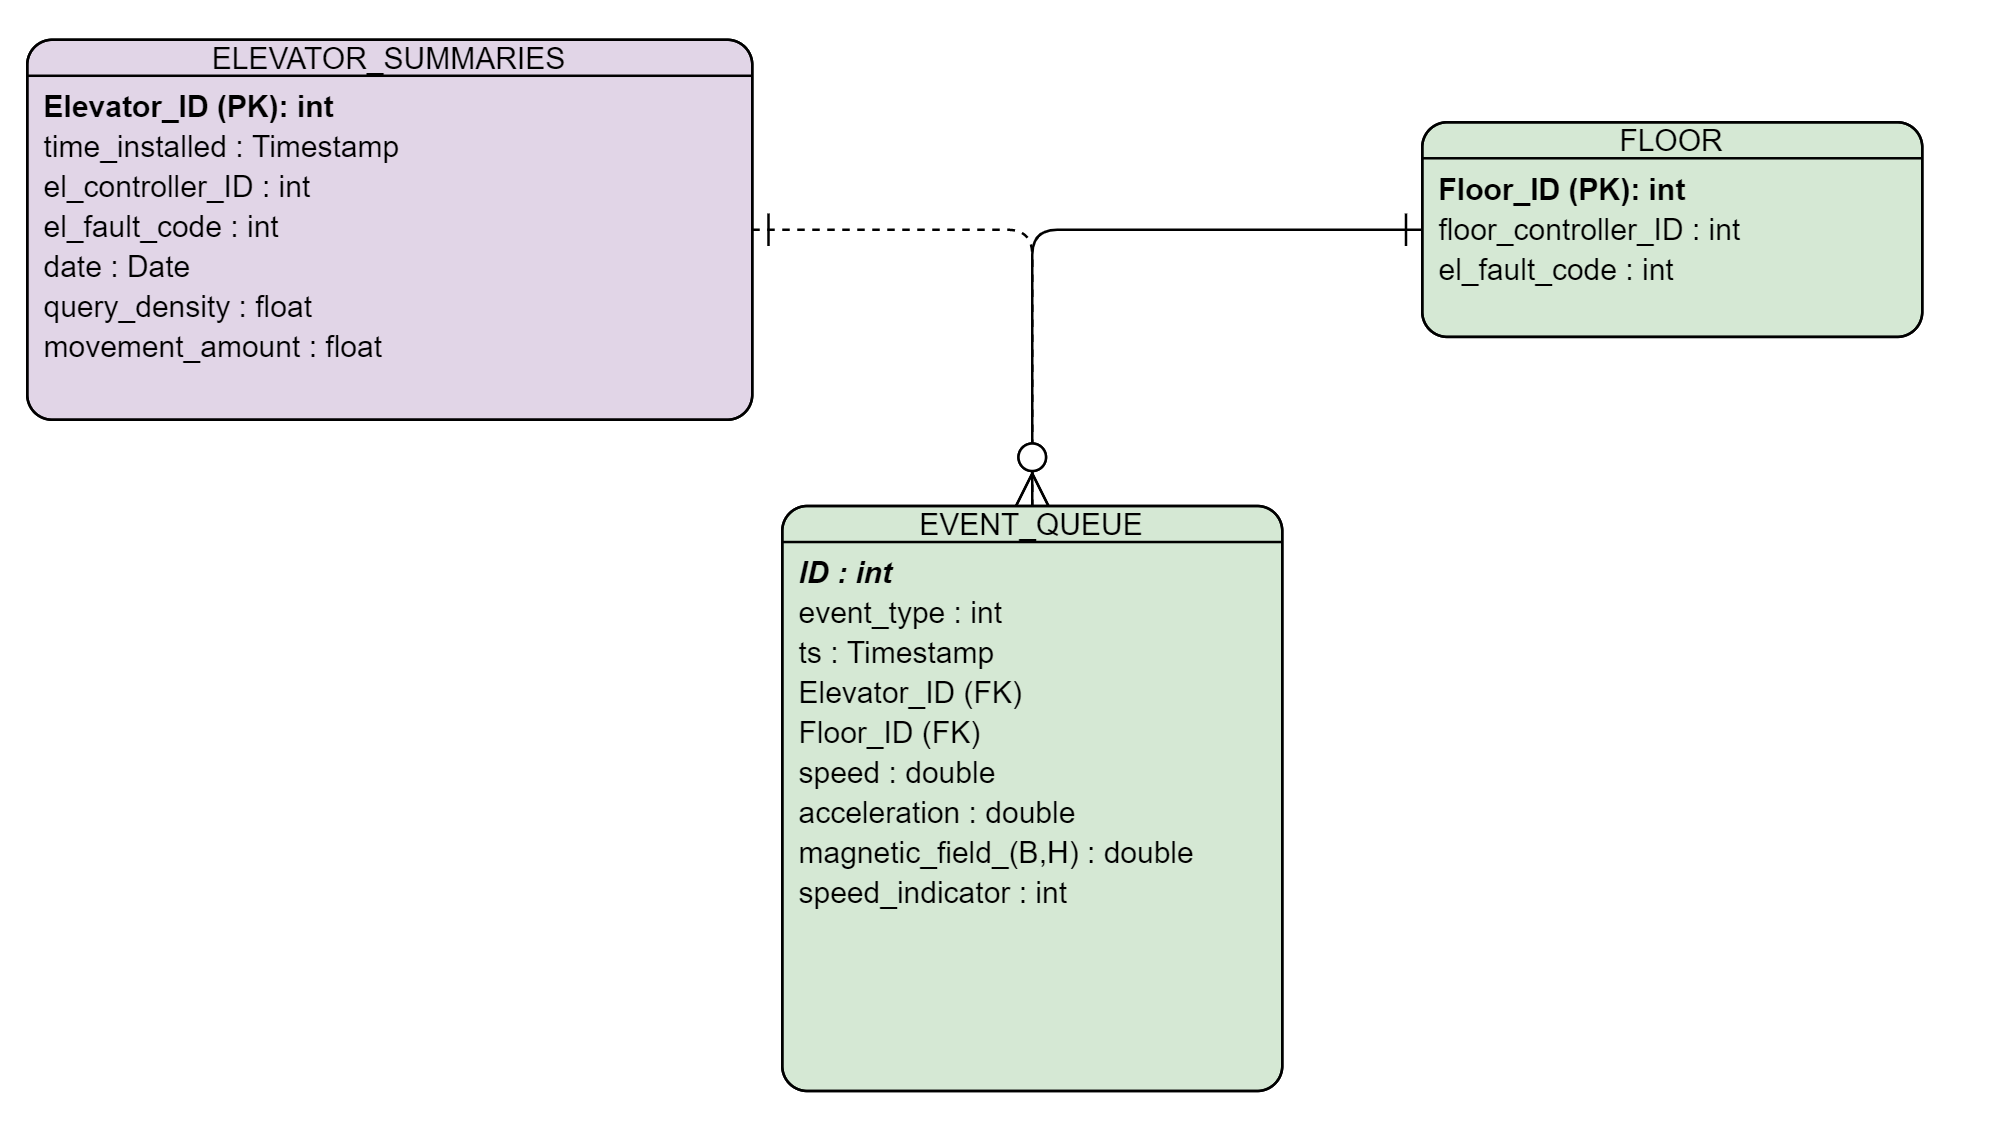 ELEVATOR_SUMMARIES
Elevator_ID (PK): int
time_installed : Timestamp
el_controller_ID : int
el_fault_code : int
date : Date
query_density : float
movement_amount : float
FLOOR
Floor_ID (PK): int
floor_controller_ID : int
el_fault_code : int
EVENT_QUEUE
ID : int
event_type : int
ts : Timestamp
Elevator_ID (FK)
Floor_ID (FK)
speed : double
acceleration : double
magnetic_field_(B,H) : double
speed_indicator : int